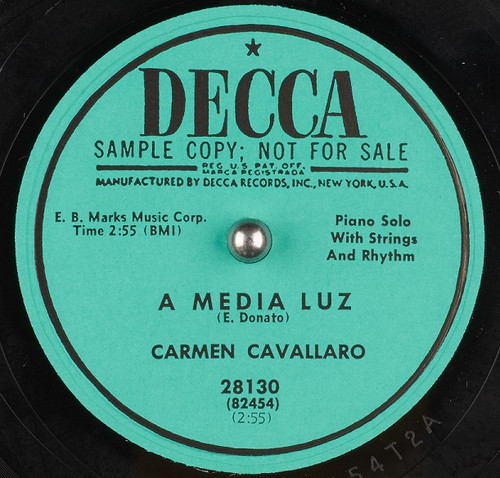 ★
DECCA
SAMPLE COPY; NOT FOR SALE
REG. U.S. PAT. OFF.
MARCA REGISTRADA
MANUFACTURED BY DECCA RECORDS, INC., NEW YORK, U.S.A.
E. B. Marks Music Corp.
Time 2:55 (BMI)
Piano Solo
With Strings
And Rhythm
A MEDIA LUZ
(E. Donato)
CARMEN CAVALLARO
28130
(82454)
(2:55)
54T2A